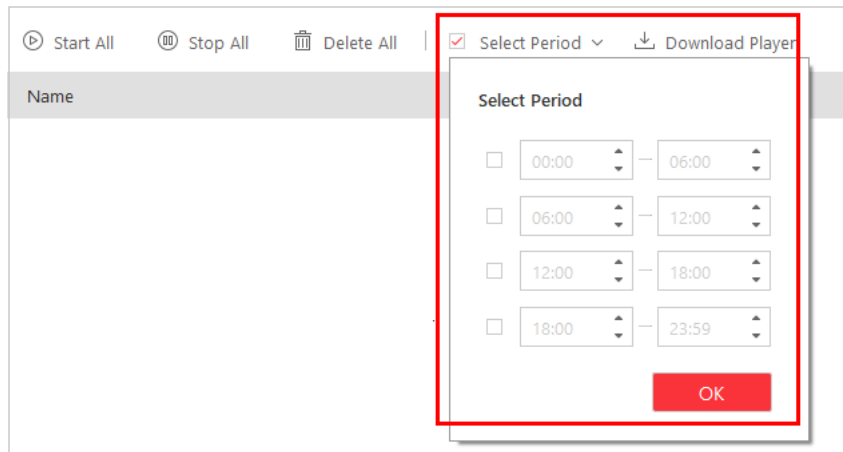 Start All Stop All Delete All Select Period Download Player
Name
Select Period
00:00 06:00
06:00 12:00
12:00 18:00
18:00 23:59
OK